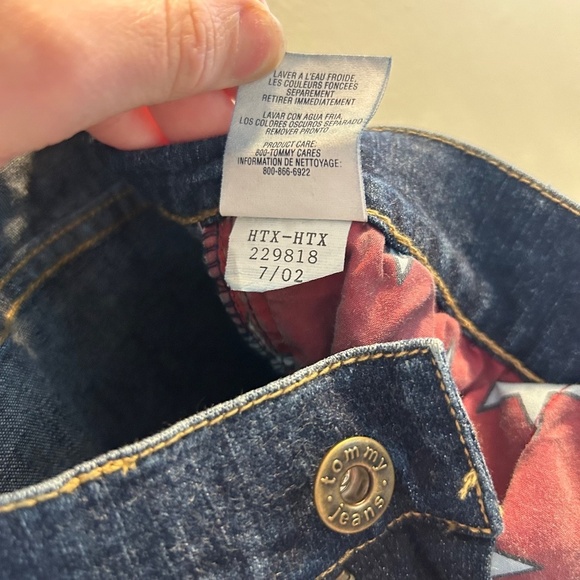 LAVER A L'EAU FROIDE,
LES COULEURS FONCÉES
SEPAREMENT
RETIRER IMMEDIATEMENT
LAVAR CON AGUA FRIA,
LOS COLORES OSCUROS SEPARADO
REMOVER PRONTO
PRODUCT CARE:
800-TOMMY CARES
INFORMATION DE NETTOYAGE:
800-866-6922
HTX-HTX
229818
7/02
tommy
jeans